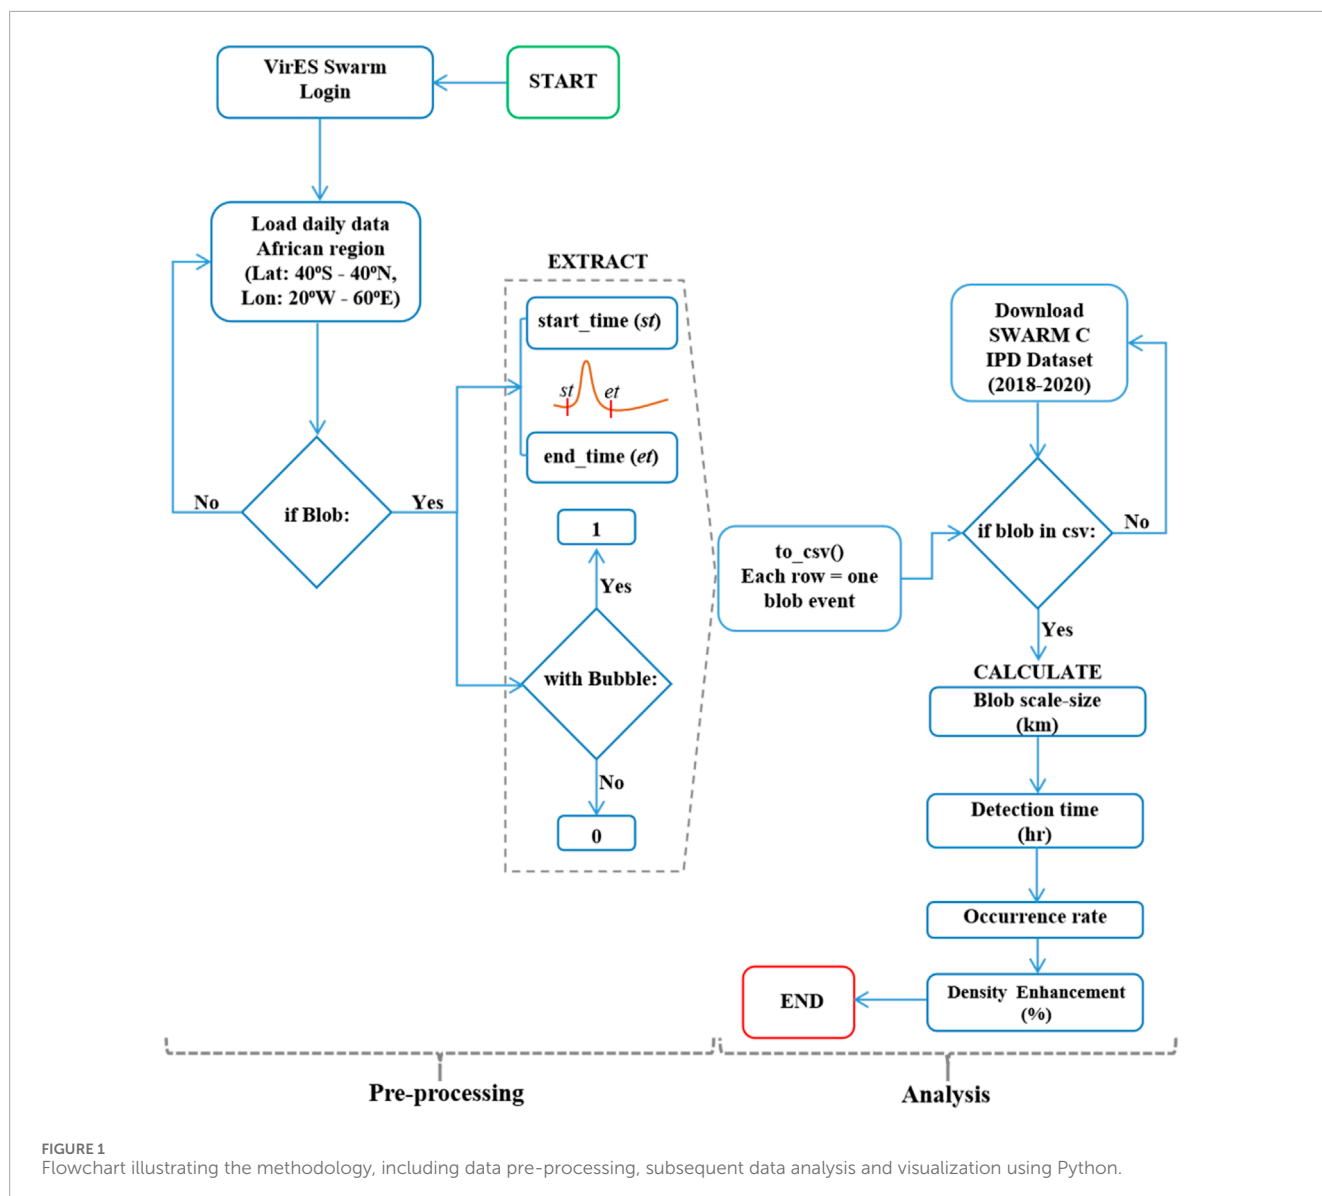 START
VirES Swarm
Login
Load daily data
African region
(Lat: 40ºS - 40ºN,
Lon: 20ºW - 60ºE)
if Blob:
No
Yes
EXTRACT
start_time (st)
st
et
end_time (et)
1
Yes
with Bubble:
No
0
to_csv()
Each row = one
blob event
Download
SWARM C
IPD Dataset
(2018-2020)
if blob in csv:
No
Yes
CALCULATE
Blob scale-size
(km)
Detection time
(hr)
Occurrence rate
Density Enhancement
(%)
END
Pre-processing
Analysis
FIGURE 1
Flowchart illustrating the methodology, including data pre-processing, subsequent data analysis and visualization using Python.